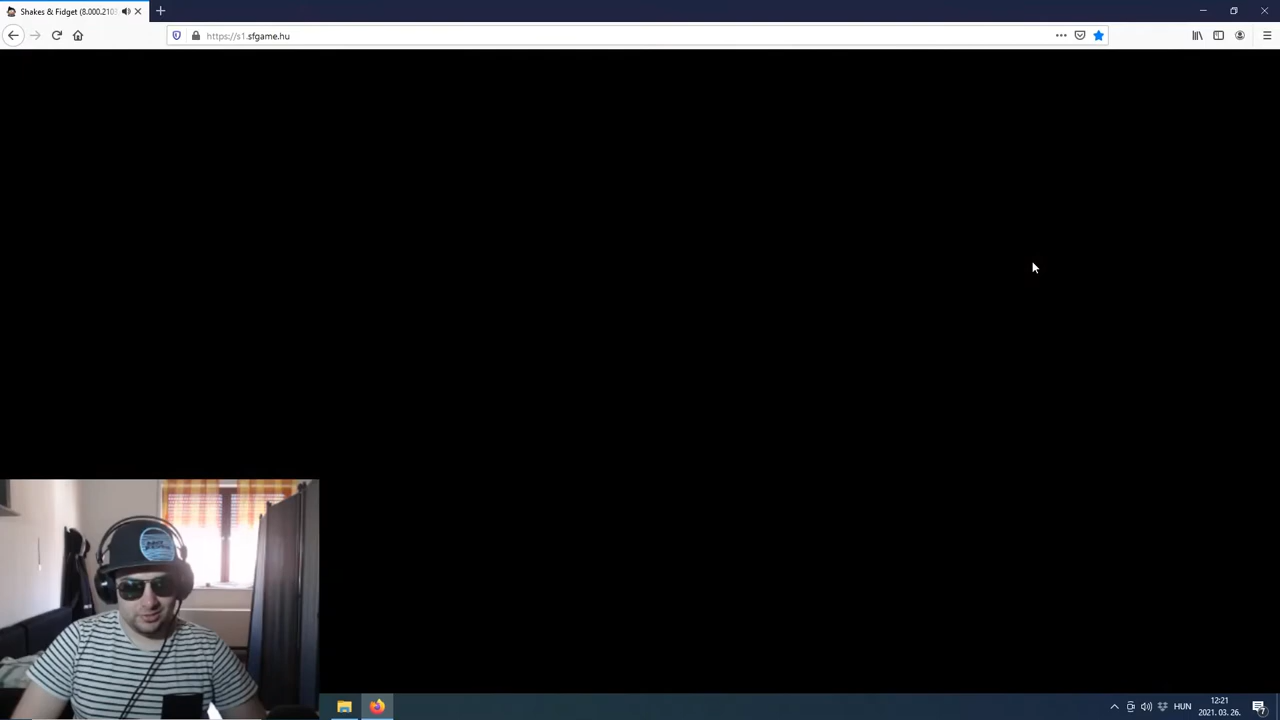 Shakes & Fidget (8.000.210
https://s1.sfgame.hu
HUN
12:21
2021. 03. 26.